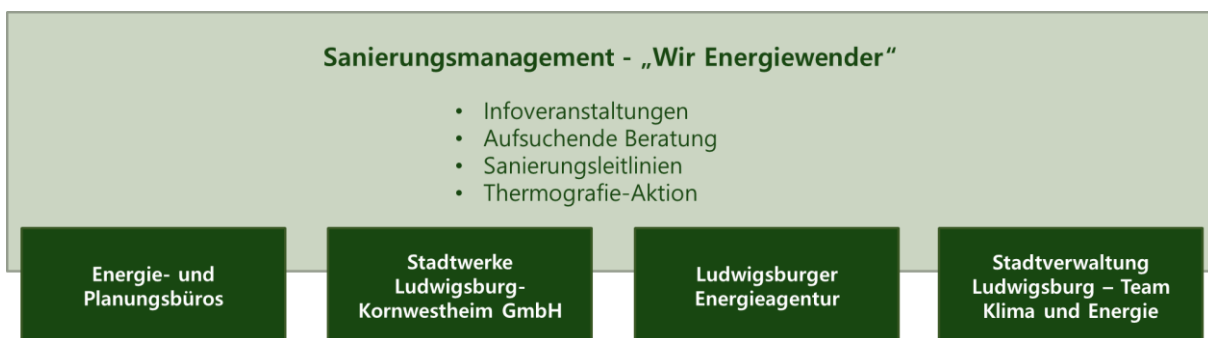 Sanierungsmanagement - „Wir Energiewender“
• Infoveranstaltungen
• Aufsuchende Beratung
• Sanierungsleitlinien
• Thermografie-Aktion
Energie- und
Planungsbüros
Stadtwerke
Ludwigsburg-
Kornwestheim GmbH
Ludwigsburger
Energieagentur
Stadtverwaltung
Ludwigsburg – Team
Klima und Energie